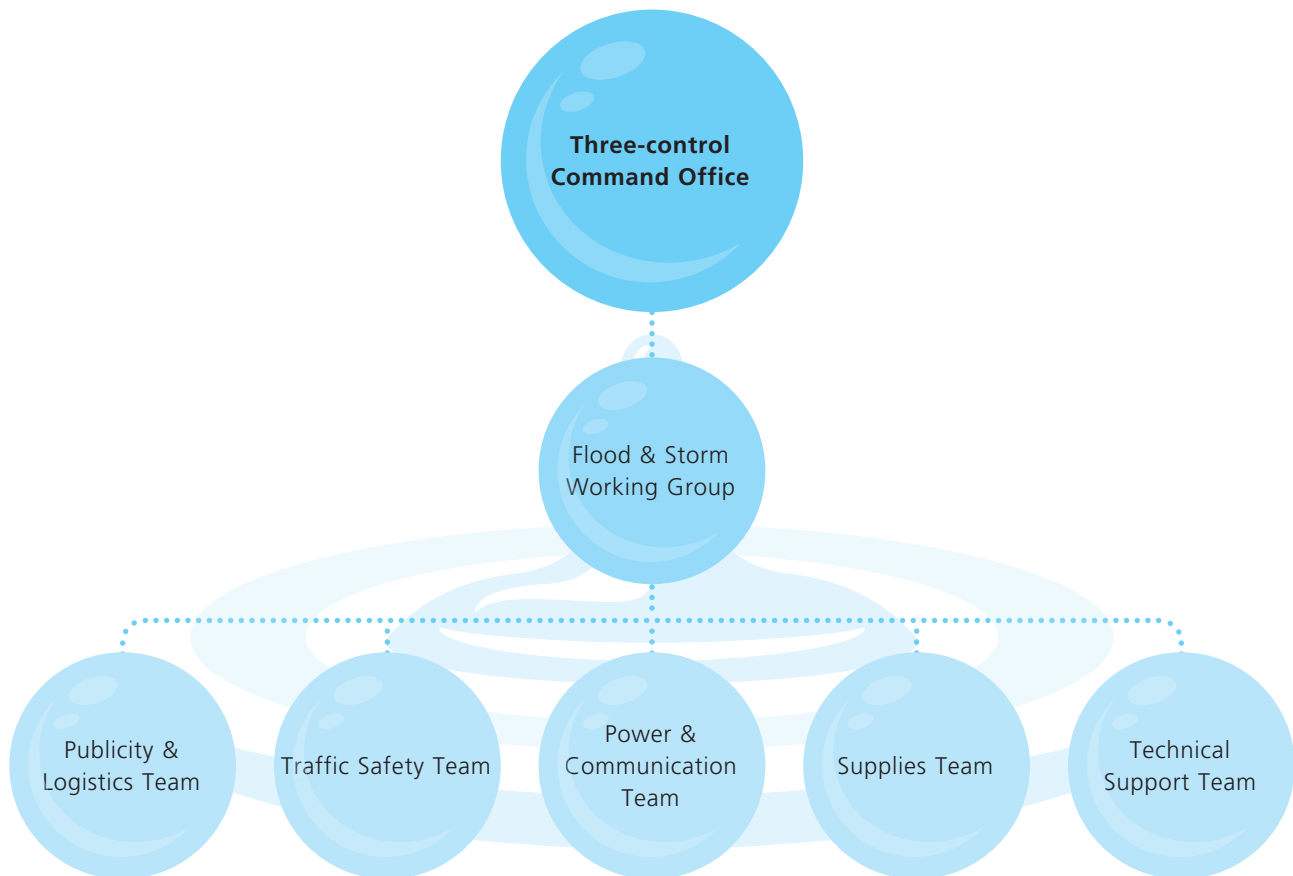 Three-control
Command Office
Flood & Storm
Working Group
Publicity &
Logistics Team
Traffic Safety Team
Power &
Communication
Team
Supplies Team
Technical
Support Team